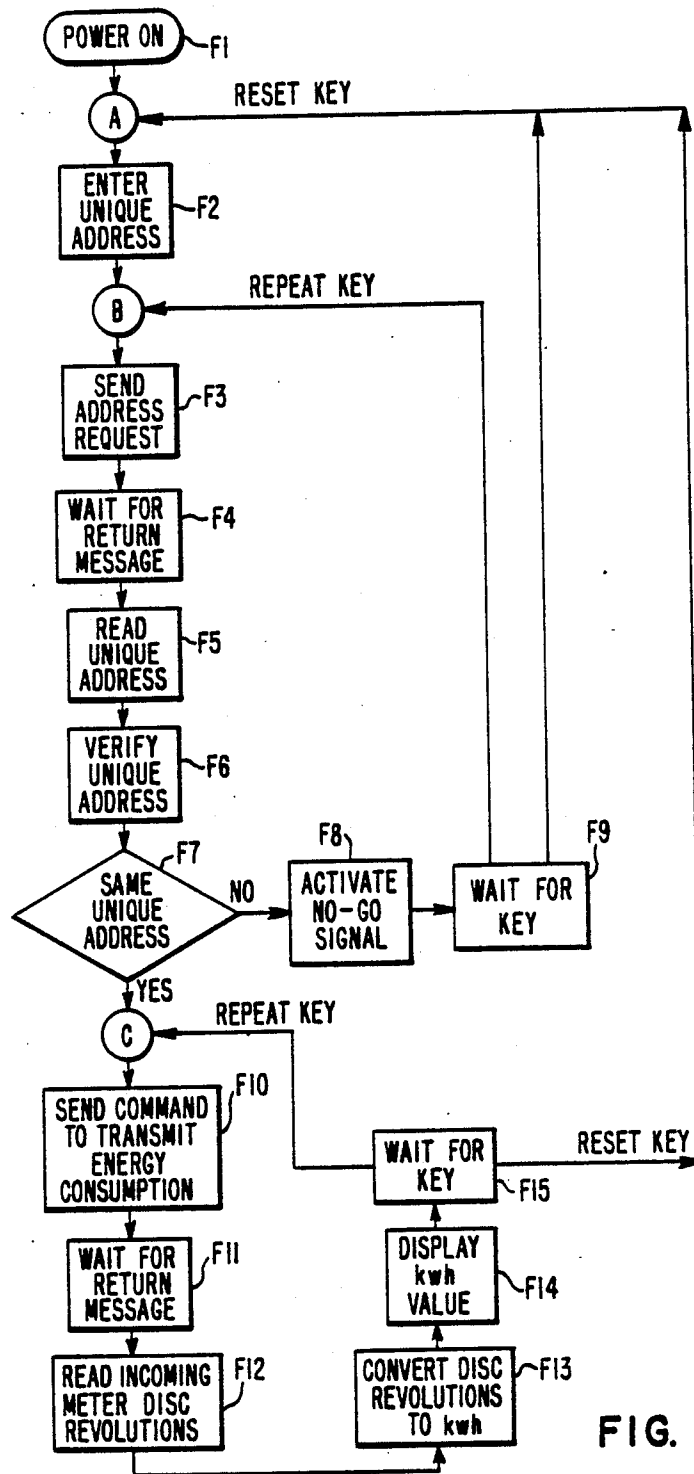 POWER ON
F1
RESET KEY
A
ENTER
UNIQUE
ADDRESS
F2
REPEAT KEY
B
SEND
ADDRESS
REQUEST
F3
WAIT FOR
RETURN
MESSAGE
F4
READ
UNIQUE
ADDRESS
F5
VERIFY
UNIQUE
ADDRESS
F6
SAME
UNIQUE
ADDRESS
F7
NO
F8
ACTIVATE
NO-GO
SIGNAL
F9
WAIT FOR
KEY
YES
REPEAT KEY
C
SEND COMMAND
TO TRANSMIT
ENERGY
CONSUMPTION
F10
WAIT FOR
RETURN
MESSAGE
F11
READ INCOMING
METER DISC
REVOLUTIONS
F12
CONVERT DISC
REVOLUTIONS
TO kwh
F13
DISPLAY
kwh
VALUE
F14
WAIT FOR
KEY
F15
RESET KEY
FIG.